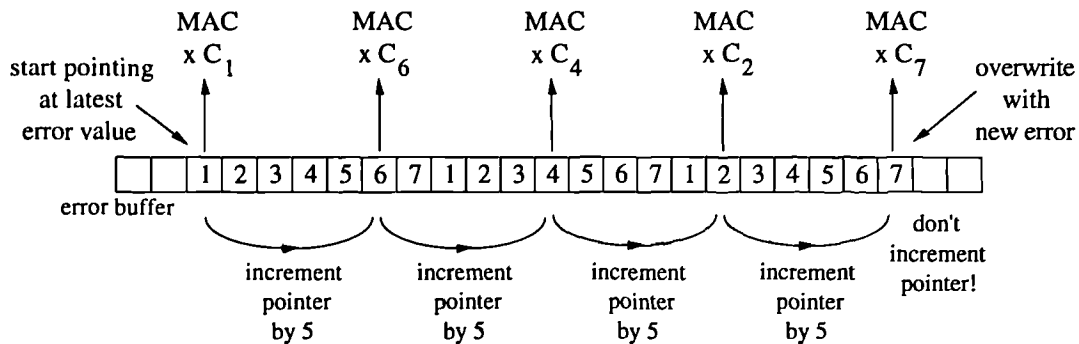 MAC
x C1
MAC
x C6
MAC
x C4
MAC
x C2
MAC
x C7
start pointing
at latest
error value
overwrite
with
new error
1 2 3 4 5 6 7 1 2 3 4 5 6 7 1 2 3 4 5 6 7
error buffer
increment
pointer
by 5
increment
pointer
by 5
increment
pointer
by 5
increment
pointer
by 5
don't
increment
pointer!